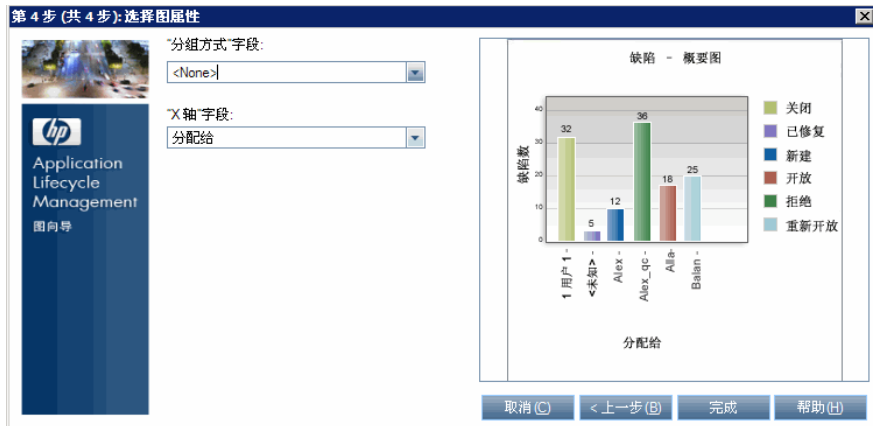 第 4 步 (共 4 步): 选择图属性
"分组方式"字段:
<None>
"X 轴"字段:
分配给
hp
Application
Lifecycle
Management
图向导
缺陷 - 概要图
缺陷数
40
30
20
10
0
32
5
12
36
18
25
1 用户 1 -
<未知> -
Alex -
Alex_qc -
Alla-
Balan -
分配给
关闭
已修复
新建
开放
拒绝
重新开放
取消(C)
< 上一步(B)
完成
帮助(H)